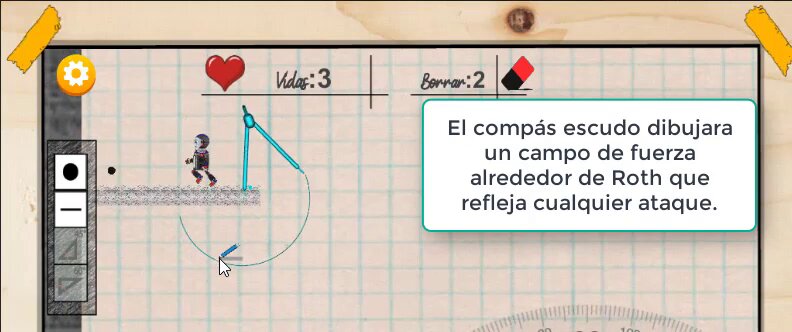 Vidas:3
Borrar:2
El compás escudo dibujara
un campo de fuerza
alrededor de Roth que
refleja cualquier ataque.